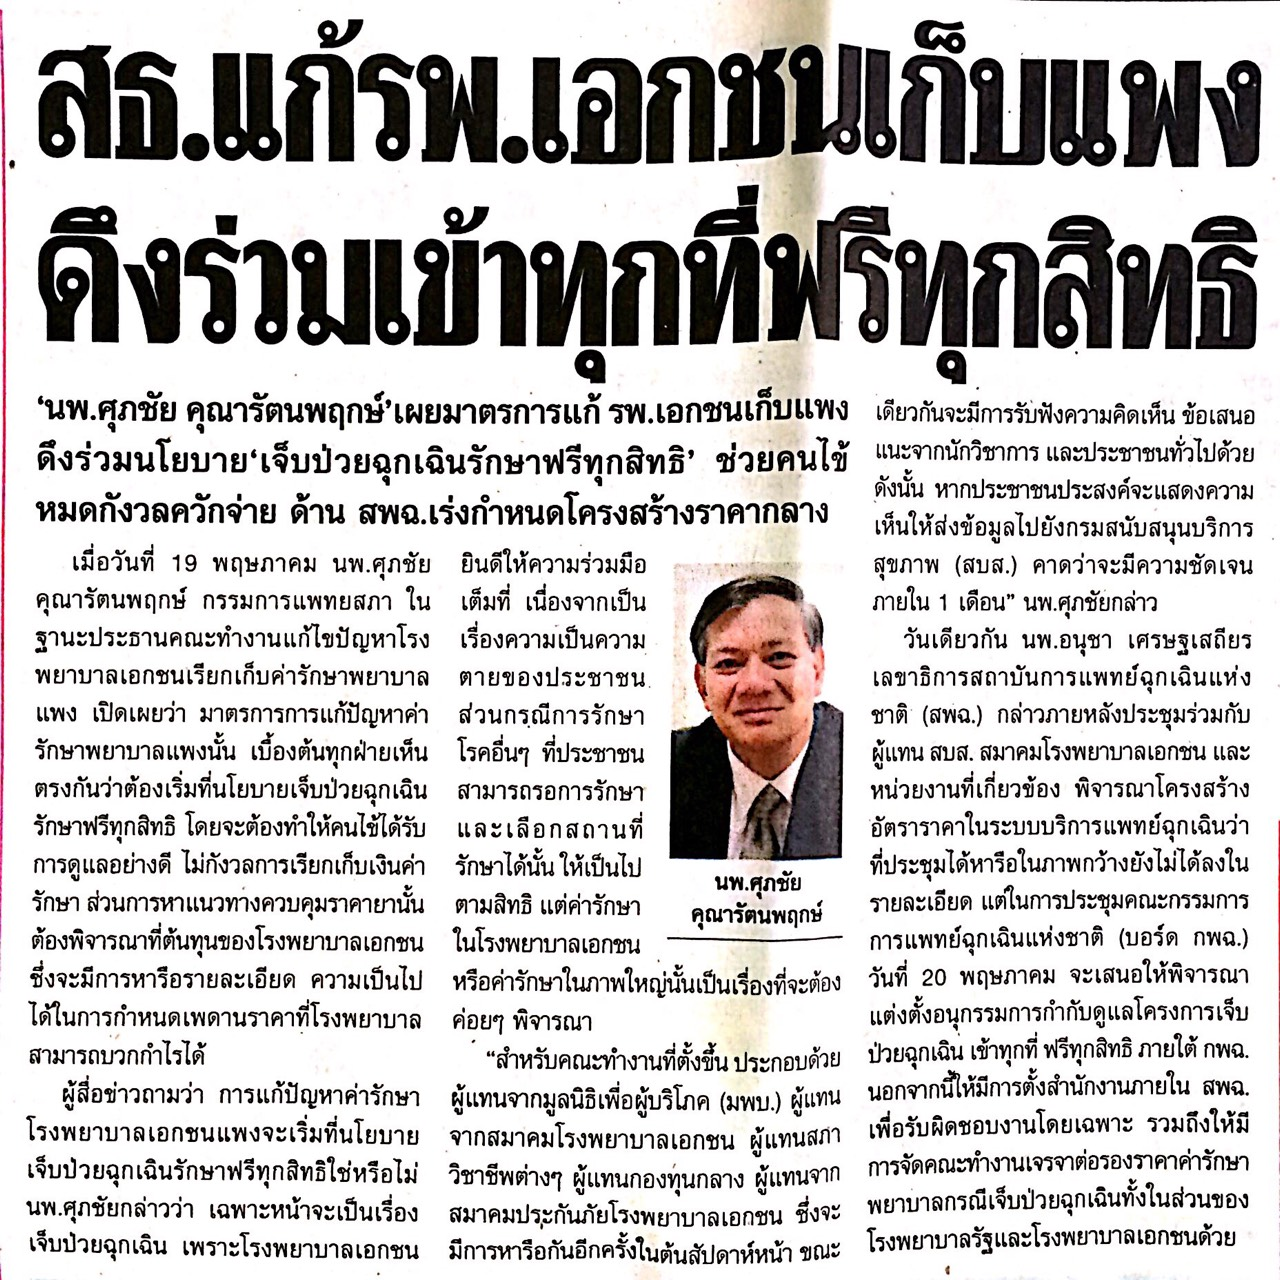 สธ.แก้รพ.เอกชนเก็บแพง
ดึงร่วมเข้าทุกที่ฟรีทุกสิทธิ
‘นพ.ศุภชัย คุณารัตนพฤกษ์’เผยมาตรการแก้ รพ.เอกชนเก็บแพง
ดึงร่วมนโยบาย‘เจ็บป่วยฉุกเฉินรักษาฟรีทุกสิทธิ’ ช่วยคนไข้
หมดกังวลควักจ่าย ด้าน สพฉ.เร่งกำหนดโครงสร้างราคากลาง
เมื่อวันที่ 19 พฤษภาคม นพ.ศุภชัย
คุณารัตนพฤกษ์ กรรมการแพทยสภา ใน
ฐานะประธานคณะทำงานแก้ไขปัญหาโรง
พยาบาลเอกชนเรียกเก็บค่ารักษาพยาบาล
แพง เปิดเผยว่า มาตรการการแก้ปัญหาค่า
รักษาพยาบาลแพงนั้น เบื้องต้นทุกฝ่ายเห็น
ตรงกันว่าต้องเริ่มที่นโยบายเจ็บป่วยฉุกเฉิน
รักษาฟรีทุกสิทธิ โดยจะต้องทำให้คนไข้ได้รับ
การดูแลอย่างดี ไม่กังวลการเรียกเก็บเงินค่า
รักษา ส่วนการหาแนวทางควบคุมราคายานั้น
ต้องพิจารณาที่ต้นทุนของโรงพยาบาลเอกชน
ซึ่งจะมีการหารือรายละเอียด ความเป็นไป
ได้ในการกำหนดเพดานราคาที่โรงพยาบาล
สามารถบวกกำไรได้
ผู้สื่อข่าวถามว่า การแก้ปัญหาค่ารักษา
โรงพยาบาลเอกชนแพงจะเริ่มที่นโยบาย
เจ็บป่วยฉุกเฉินรักษาฟรีทุกสิทธิใช่หรือไม่
นพ.ศุภชัยกล่าวว่า เฉพาะหน้าจะเป็นเรื่อง
เจ็บป่วยฉุกเฉิน เพราะโรงพยาบาลเอกชน
ยินดีให้ความร่วมมือ
เต็มที่ เนื่องจากเป็น
เรื่องความเป็นความ
ตายของประชาชน
ส่วนกรณีการรักษา
โรคอื่นๆ ที่ประชาชน
สามารถรอการรักษา
และเลือกสถานที่
รักษาได้นั้น ให้เป็นไป
ตามสิทธิ แต่ค่ารักษา
ในโรงพยาบาลเอกชน
หรือค่ารักษาในภาพใหญ่นั้นเป็นเรื่องที่จะต้อง
ค่อยๆ พิจารณา
“สำหรับคณะทำงานที่ตั้งขึ้น ประกอบด้วย
ผู้แทนจากมูลนิธิเพื่อผู้บริโภค (มพบ.) ผู้แทน
จากสมาคมโรงพยาบาลเอกชน ผู้แทนสภา
วิชาชีพต่างๆ ผู้แทนกองทุนกลาง ผู้แทนจาก
สมาคมประกันภัยโรงพยาบาลเอกชน ซึ่งจะ
มีการหารือกันอีกครั้งในต้นสัปดาห์หน้า ขณะ
นพ.ศุภชัย
คุณารัตนพฤกษ์
เดียวกันจะมีการรับฟังความคิดเห็น ข้อเสนอ
แนะจากนักวิชาการ และประชาชนทั่วไปด้วย
ดังนั้น หากประชาชนประสงค์จะแสดงความ
เห็นให้ส่งข้อมูลไปยังกรมสนับสนุนบริการ
สุขภาพ (สบส.) คาดว่าจะมีความชัดเจน
ภายใน 1 เดือน” นพ.ศุภชัยกล่าว
วันเดียวกัน นพ.อนุชา เศรษฐเสถียร
เลขาธิการสถาบันการแพทย์ฉุกเฉินแห่ง
ชาติ (สพฉ.) กล่าวภายหลังประชุมร่วมกับ
ผู้แทน สบส. สมาคมโรงพยาบาลเอกชน และ
หน่วยงานที่เกี่ยวข้อง พิจารณาโครงสร้าง
อัตราราคาในระบบบริการแพทย์ฉุกเฉินว่า
ที่ประชุมได้หารือในภาพกว้างยังไม่ได้ลงใน
รายละเอียด แต่ในการประชุมคณะกรรมการ
การแพทย์ฉุกเฉินแห่งชาติ (บอร์ด กพฉ.)
วันที่ 20 พฤษภาคม จะเสนอให้พิจารณา
แต่งตั้งอนุกรรมการกำกับดูแลโครงการเจ็บ
ป่วยฉุกเฉิน เข้าทุกที่ ฟรีทุกสิทธิ ภายใต้ กพฉ.
นอกจากนี้ให้มีการตั้งสำนักงานภายใน สพฉ.
เพื่อรับผิดชอบงานโดยเฉพาะ รวมถึงให้มี
การจัดคณะทำงานเจรจาต่อรองราคาค่ารักษา
พยาบาลกรณีเจ็บป่วยฉุกเฉินทั้งในส่วนของ
โรงพยาบาลรัฐและโรงพยาบาลเอกชนด้วย